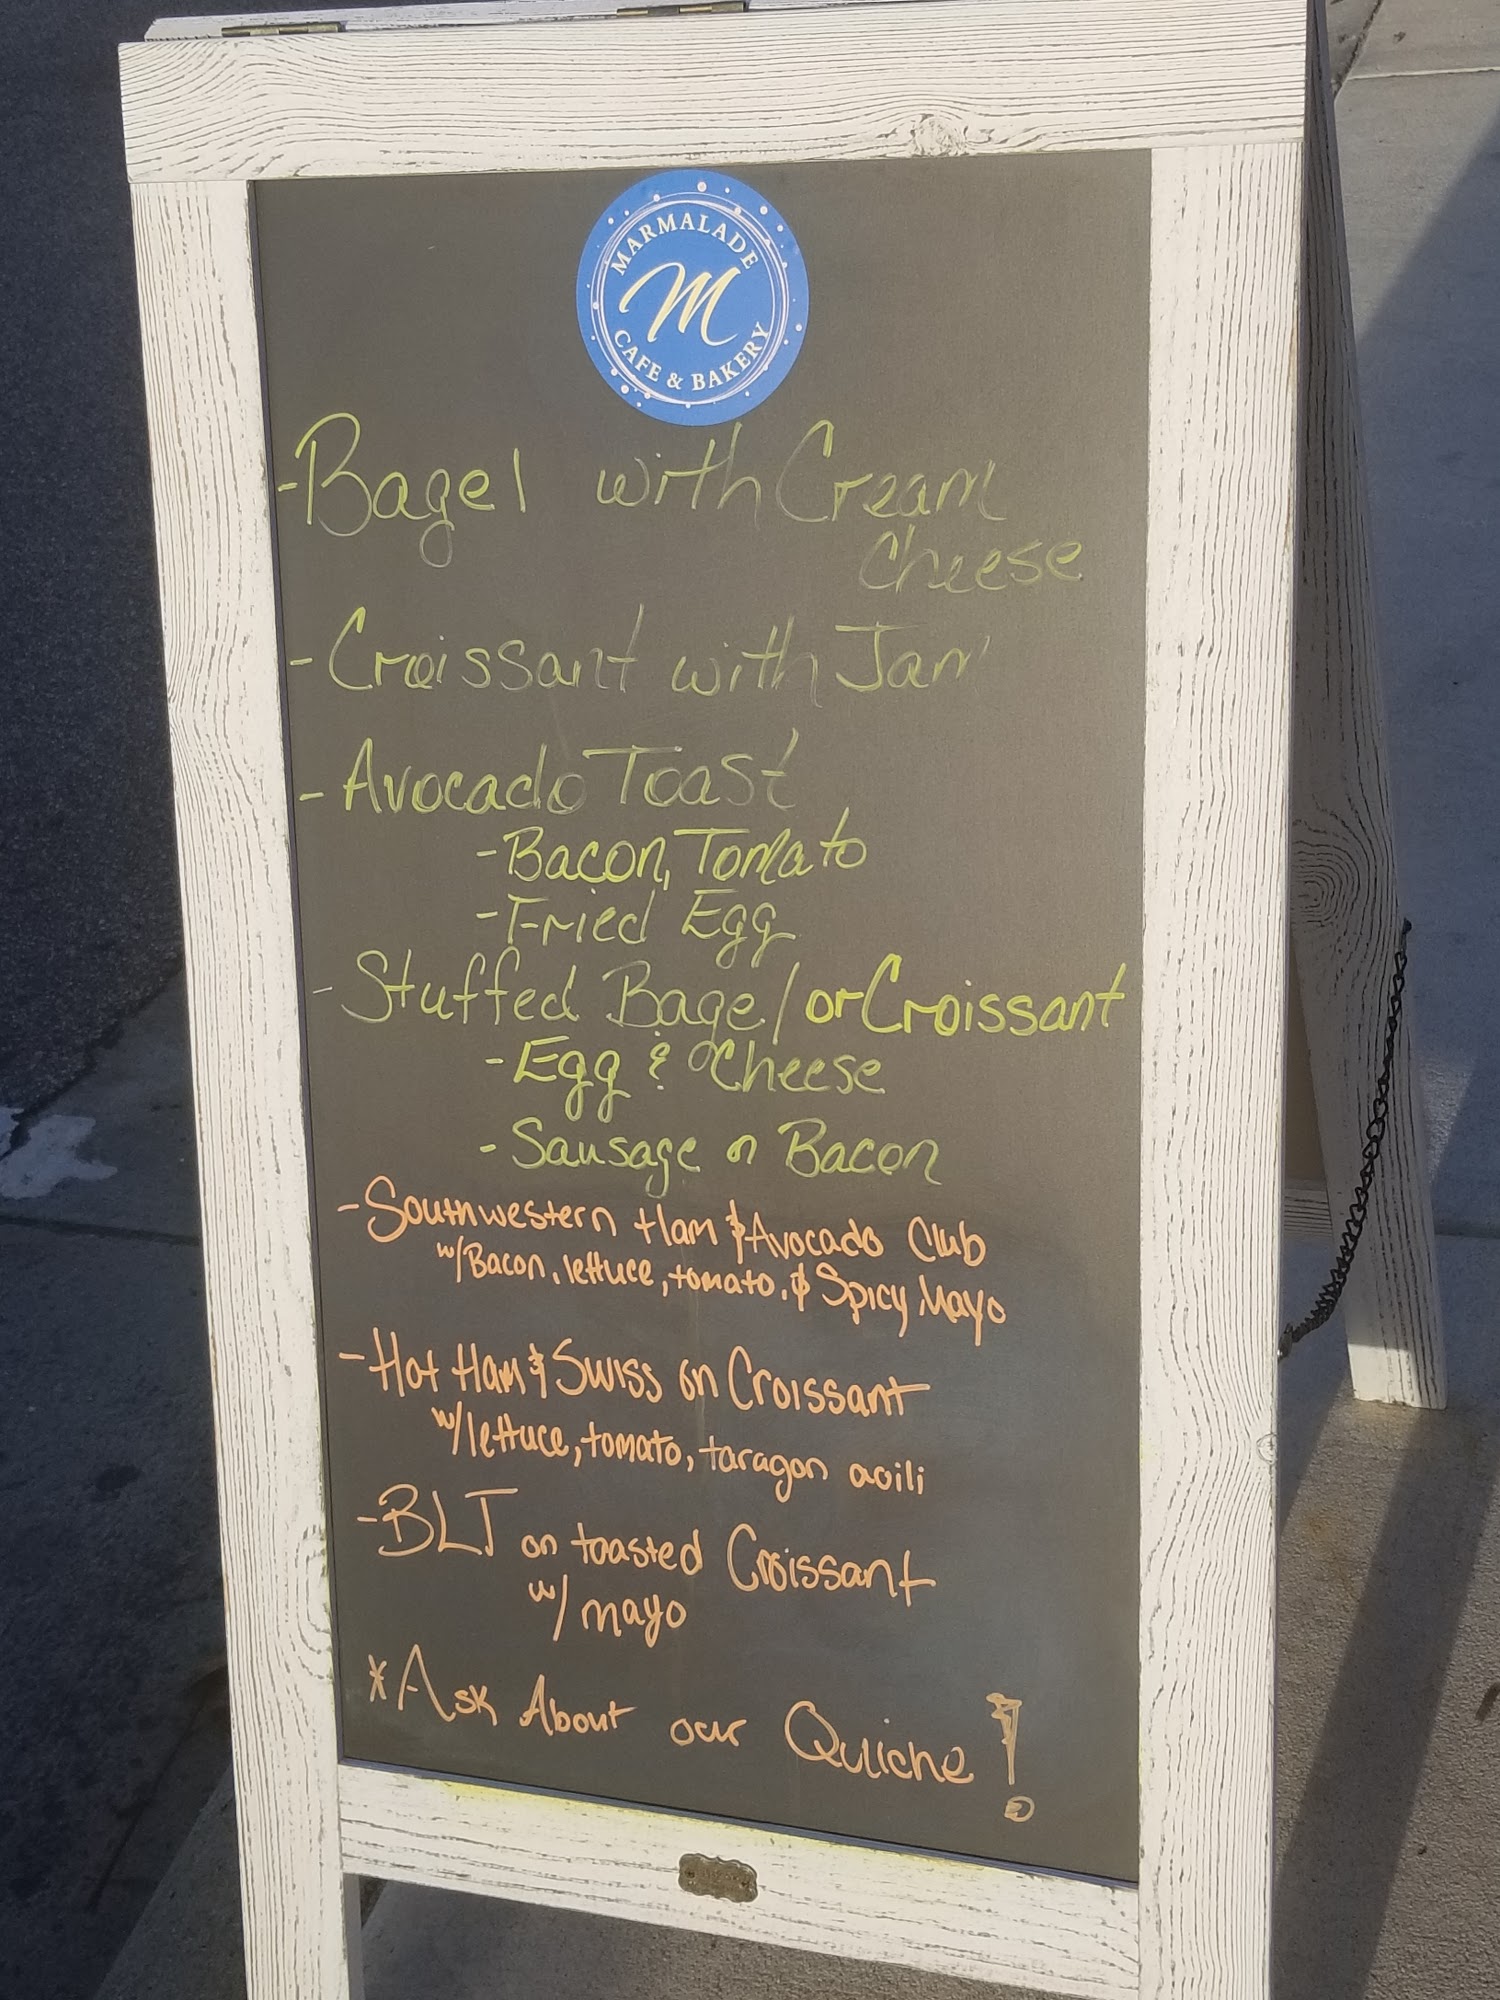 MARMALADE
M
CAFE & BAKERY
-Bagel with Cream
Cheese
-Croissant with Jam
-Avocado Toast
-Bacon, Tomato
-Fried Egg
-Stuffed Bagel or Croissant
-Egg & Cheese
-Sausage or Bacon
-Southwestern Ham & Avocado Club
w/Bacon, lettuce, tomato, & Spicy Mayo
-Hot Ham & Swiss on Croissant
w/lettuce, tomato, taragon aoili
-BLT on toasted Croissant
w/ mayo
*Ask About our Quiche!